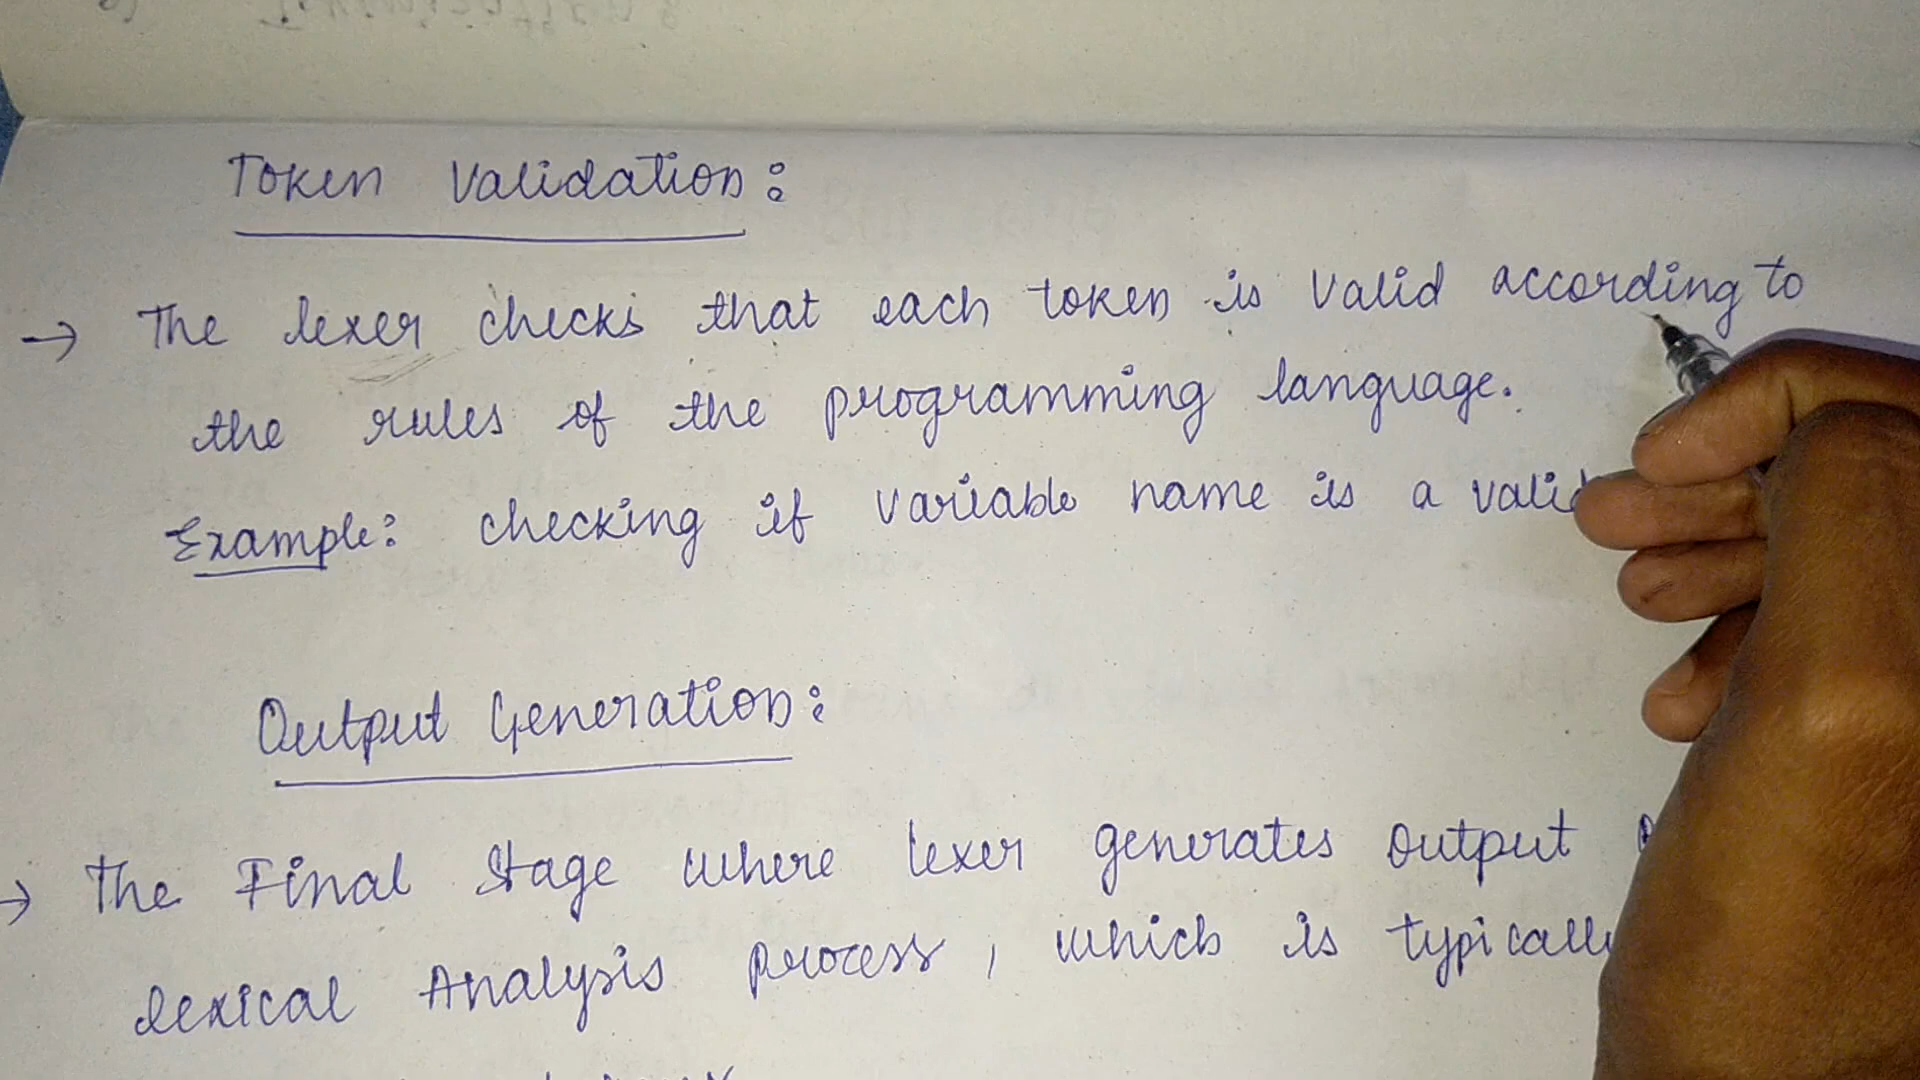 Token Validation:
→ The lexer checks that each token is valid according to
the rules of the programming language.
Example: checking if variable name is a valid
Output Generation:
→ The Final Stage where lexer generates output
lexical Analysis process, which is typically